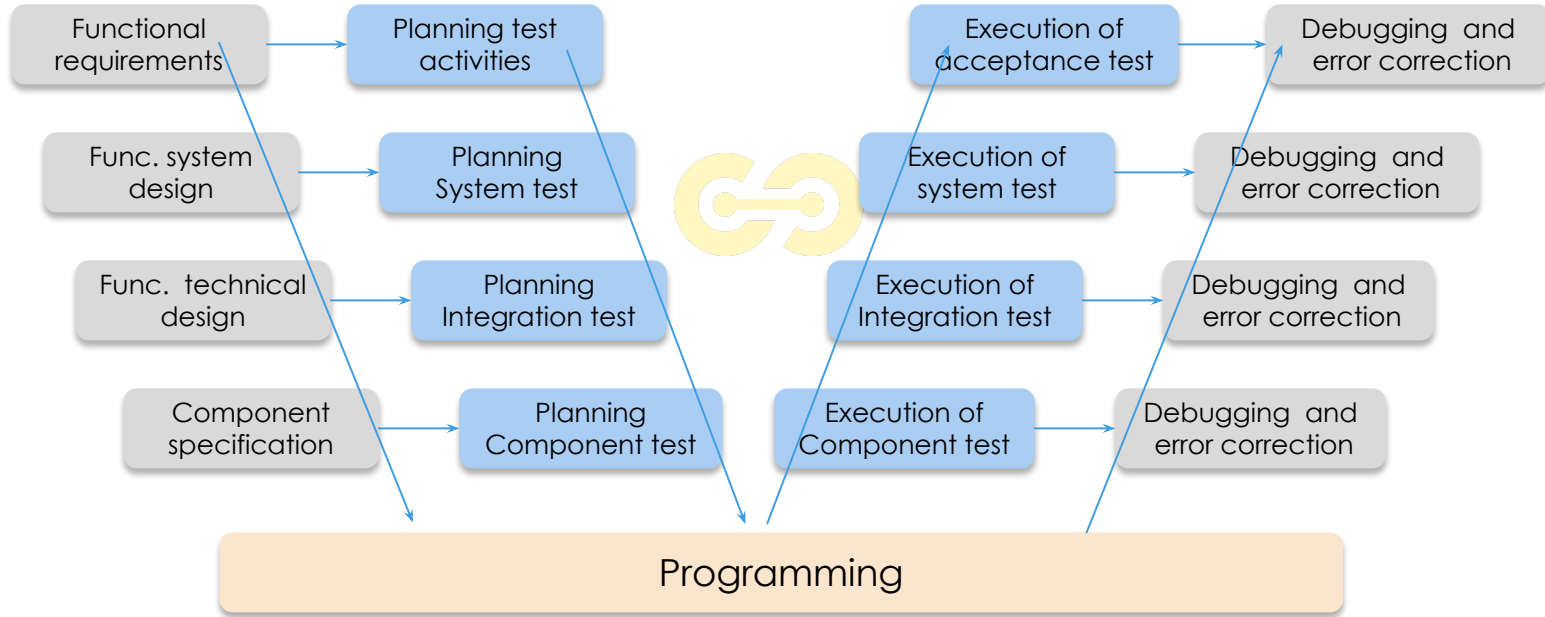 Functional
requirements
Planning test
activities
Execution of
acceptance test
Debugging and
error correction
Func. system
design
Planning
System test
Execution of
system test
Debugging and
error correction
Func. technical
design
Planning
Integration test
Execution of
Integration test
Debugging and
error correction
Component
specification
Planning
Component test
Execution of
Component test
Debugging and
error correction
Programming